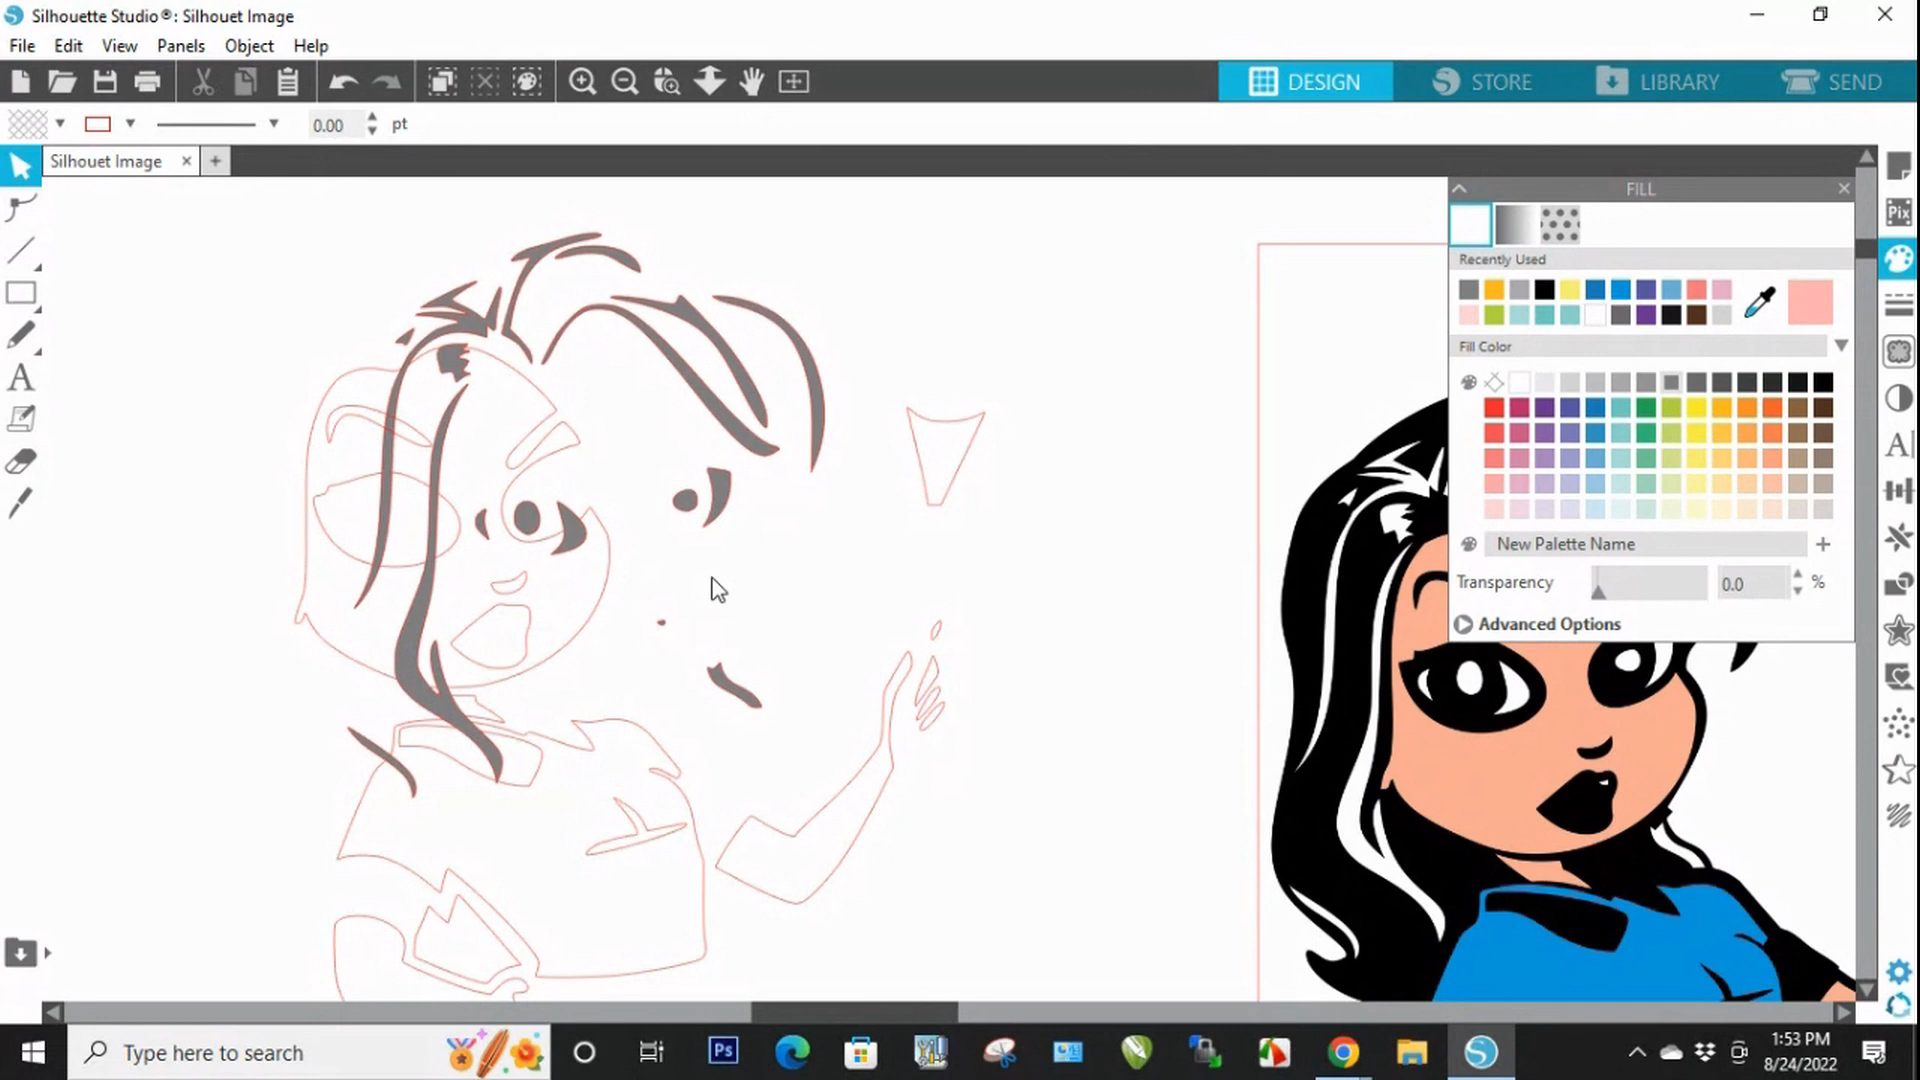 Silhouette Studio®: Silhouet Image
File Edit View Panels Object Help
DESIGN STORE LIBRARY SEND
0.00 pt
Silhouet Image
FILL
Pix
Recently Used
Fill Color
New Palette Name
Transparency 0.0 %
Advanced Options
Type here to search
Ps
1:53 PM
8/24/2022